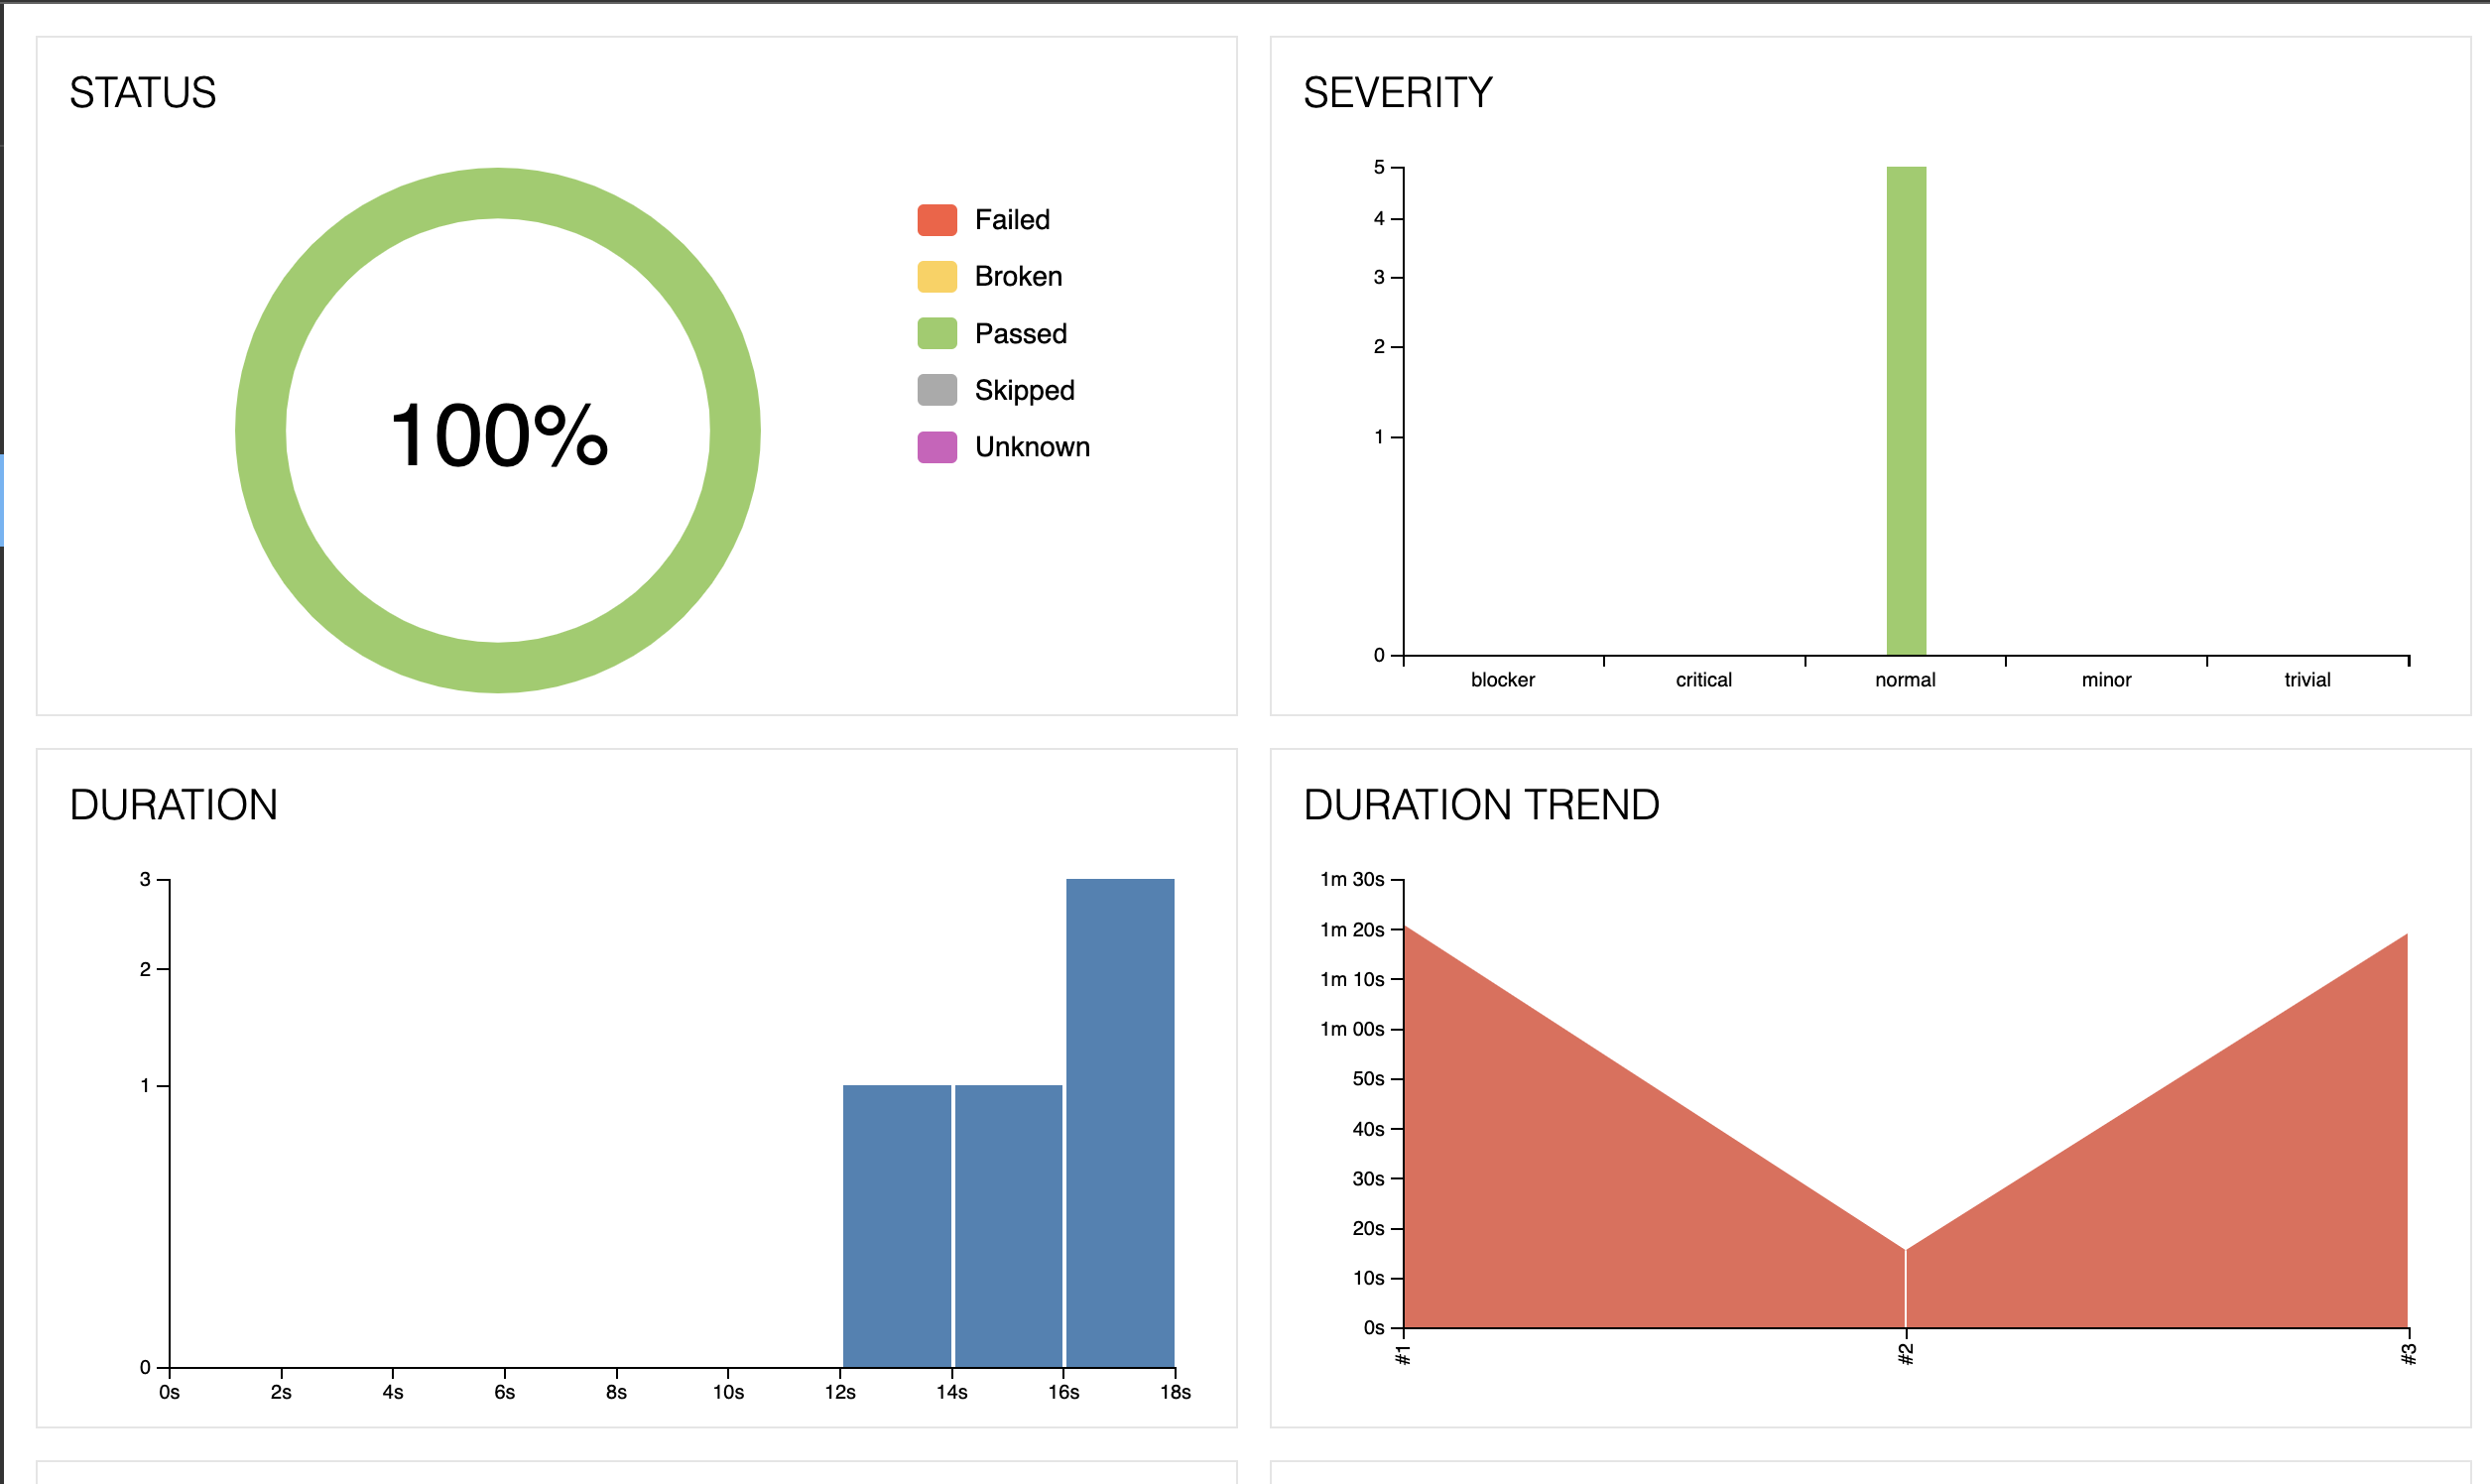 STATUS
100%
Failed
Broken
Passed
Skipped
Unknown
SEVERITY
5
4
3
2
1
0
blocker critical normal minor trivial
DURATION
3
2
1
0
0s 2s 4s 6s 8s 10s 12s 14s 16s 18s
DURATION TREND
1m 30s
1m 20s
1m 10s
1m 00s
50s
40s
30s
20s
10s
0s
#1 #2 #3